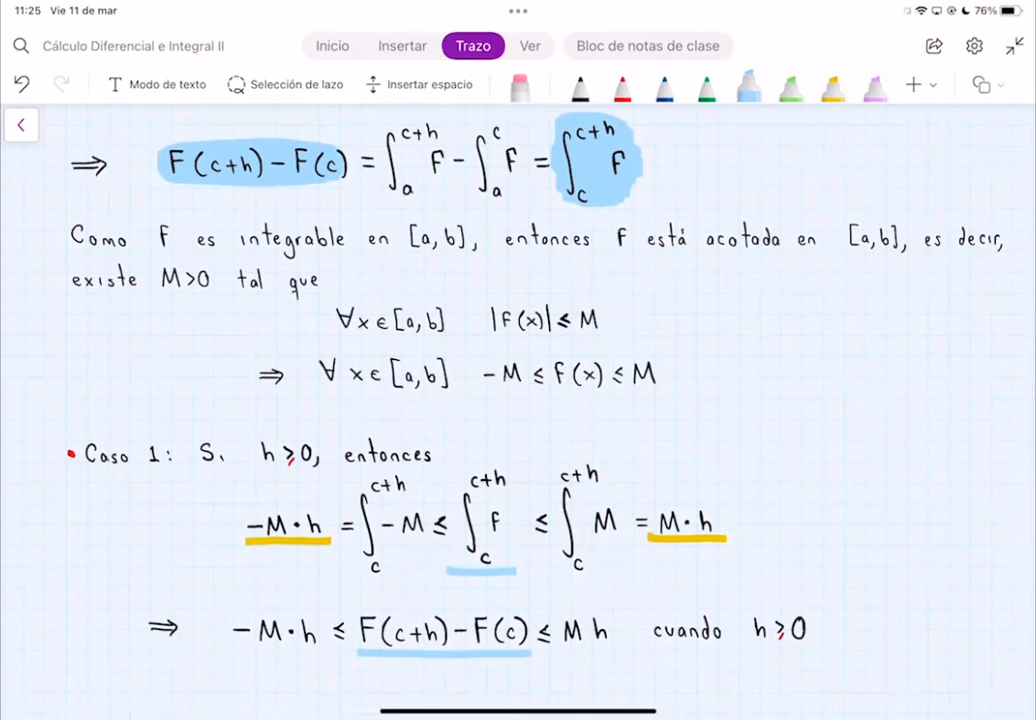 11:25 Vie 11 de mar 76%
Cálculo Diferencial e Integral II Inicio Insertar Trazo Ver Bloc de notas de clase
Modo de texto Selección de lazo Insertar espacio
⟹ F(c+h) - F(c) = ∫_a^{c+h} f - ∫_a^c f = ∫_c^{c+h} f
Como f es integrable en [a,b], entonces f está acotada en [a,b], es decir,
existe M>0 tal que
∀x∈[a,b] |f(x)| ≤ M
⟹ ∀ x∈[a,b] -M ≤ f(x) ≤ M
• Caso 1: Si h≥0, entonces
-M·h = ∫_c^{c+h} -M ≤ ∫_c^{c+h} f ≤ ∫_c^{c+h} M = M·h
⟹ -M·h ≤ F(c+h)-F(c) ≤ Mh cuando h≥0